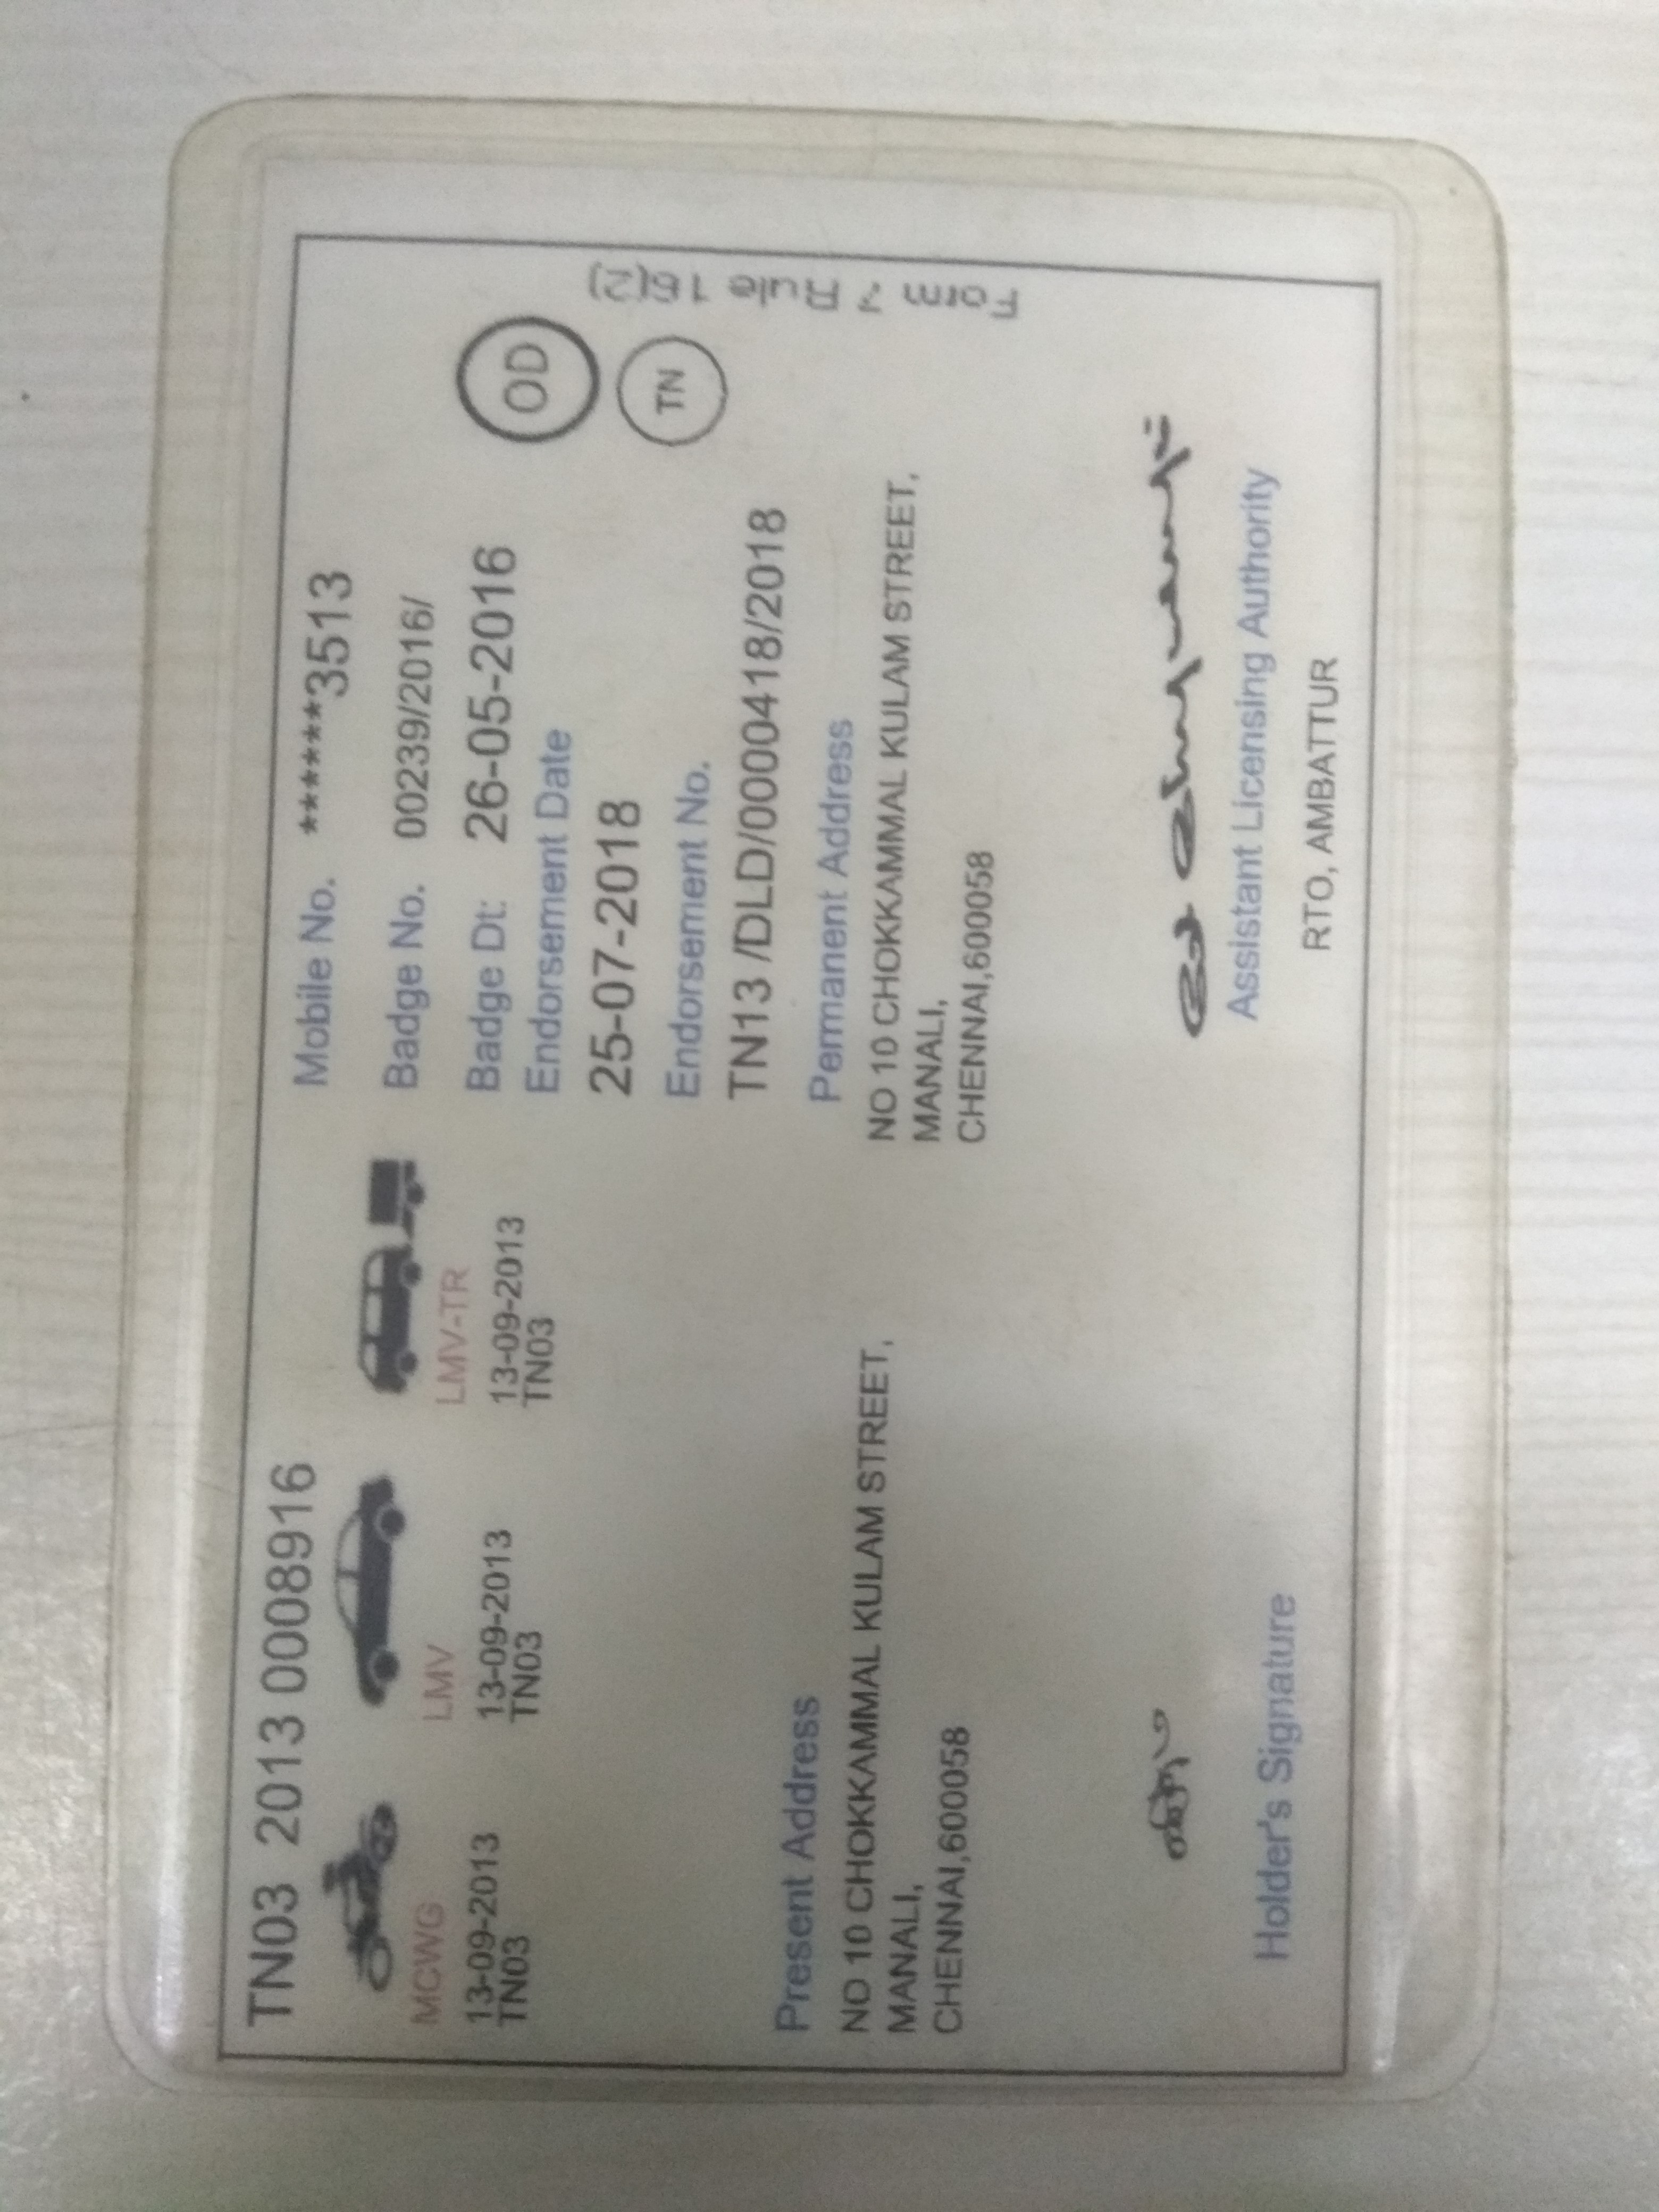 TN03 2013 0008916
MCWG
13-09-2013
TN03
LMV
13-09-2013
TN03
LMV-TR
13-09-2013
TN03
Mobile No. *******3513
Badge No. 00239/2016/
Badge Dt: 26-05-2016
Endorsement Date
25-07-2018
Endorsement No.
TN13 /DLD/0000418/2018
OD
TN
Form 7 Rule 16(2)
Present Address
NO 10 CHOKKAMMAL KULAM STREET,
MANALI,
CHENNAI,600058
Permanent Address
NO 10 CHOKKAMMAL KULAM STREET,
MANALI,
CHENNAI,600058
Holder's Signature
Assistant Licensing Authority
RTO, AMBATTUR